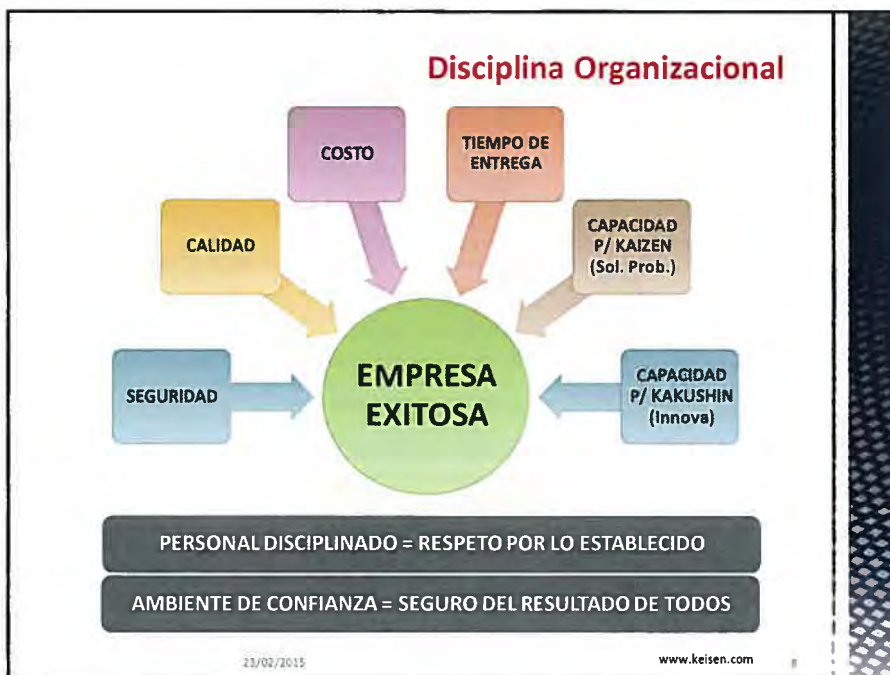 Disciplina Organizacional
COSTO
TIEMPO DE
ENTREGA
CALIDAD
CAPACIDAD
P/ KAIZEN
(Sol. Prob.)
SEGURIDAD
EMPRESA
EXITOSA
CAPACIDAD
P/ KAKUSHIN
(Innova)
PERSONAL DISCIPLINADO = RESPETO POR LO ESTABLECIDO
AMBIENTE DE CONFIANZA = SEGURO DEL RESULTADO DE TODOS
23/02/2015
www.keisen.com